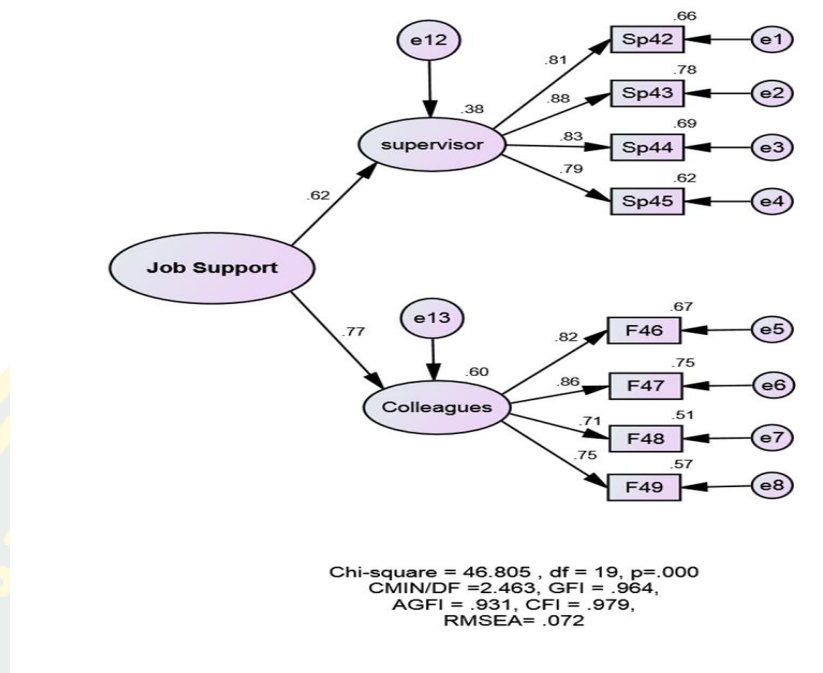 e12
.66
Sp42
e1
.81
.78
.38
.88
Sp43
e2
supervisor
.69
.83
Sp44
e3
.79
.62
.62
Sp45
e4
Job Support
.77
e13
.67
.82
F46
e5
.60
.75
.86
F47
e6
Colleagues
.51
.71
F48
e7
.75
.57
F49
e8
Chi-square = 46.805 , df = 19, p=.000
CMIN/DF =2.463, GFI = .964,
AGFI = .931, CFI = .979,
RMSEA= .072